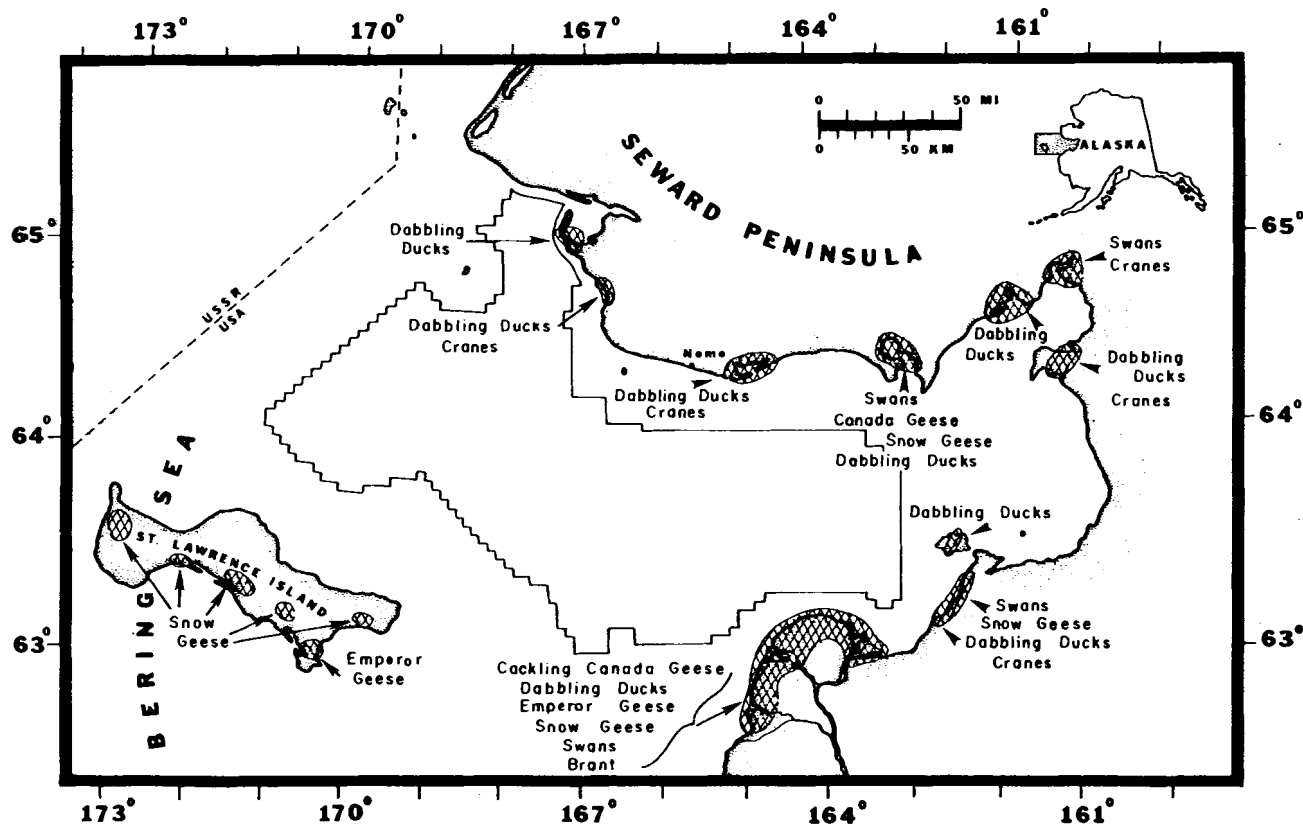 173° 170° 167° 164° 161°
0 50 MI
0 50 KM
ALASKA
SEWARD PENINSULA
65°
65°
Dabbling
Ducks
Swans
Cranes
USSR
USA
Dabbling Ducks
Cranes
Dabbling
Ducks
Nome
Dabbling
Ducks
Cranes
Dabbling Ducks
Cranes
Swans
Canada Geese
Snow Geese
Dabbling Ducks
64°
64°
BERING SEA
Dabbling Ducks
ST. LAWRENCE ISLAND
Snow
Geese
Swans
Snow Geese
Dabbling Ducks
Cranes
63°
63°
Emperor
Geese
Cackling Canada Geese
Dabbling Ducks
Emperor Geese
Snow Geese
Swans
Brant
173° 170° 167° 164° 161°